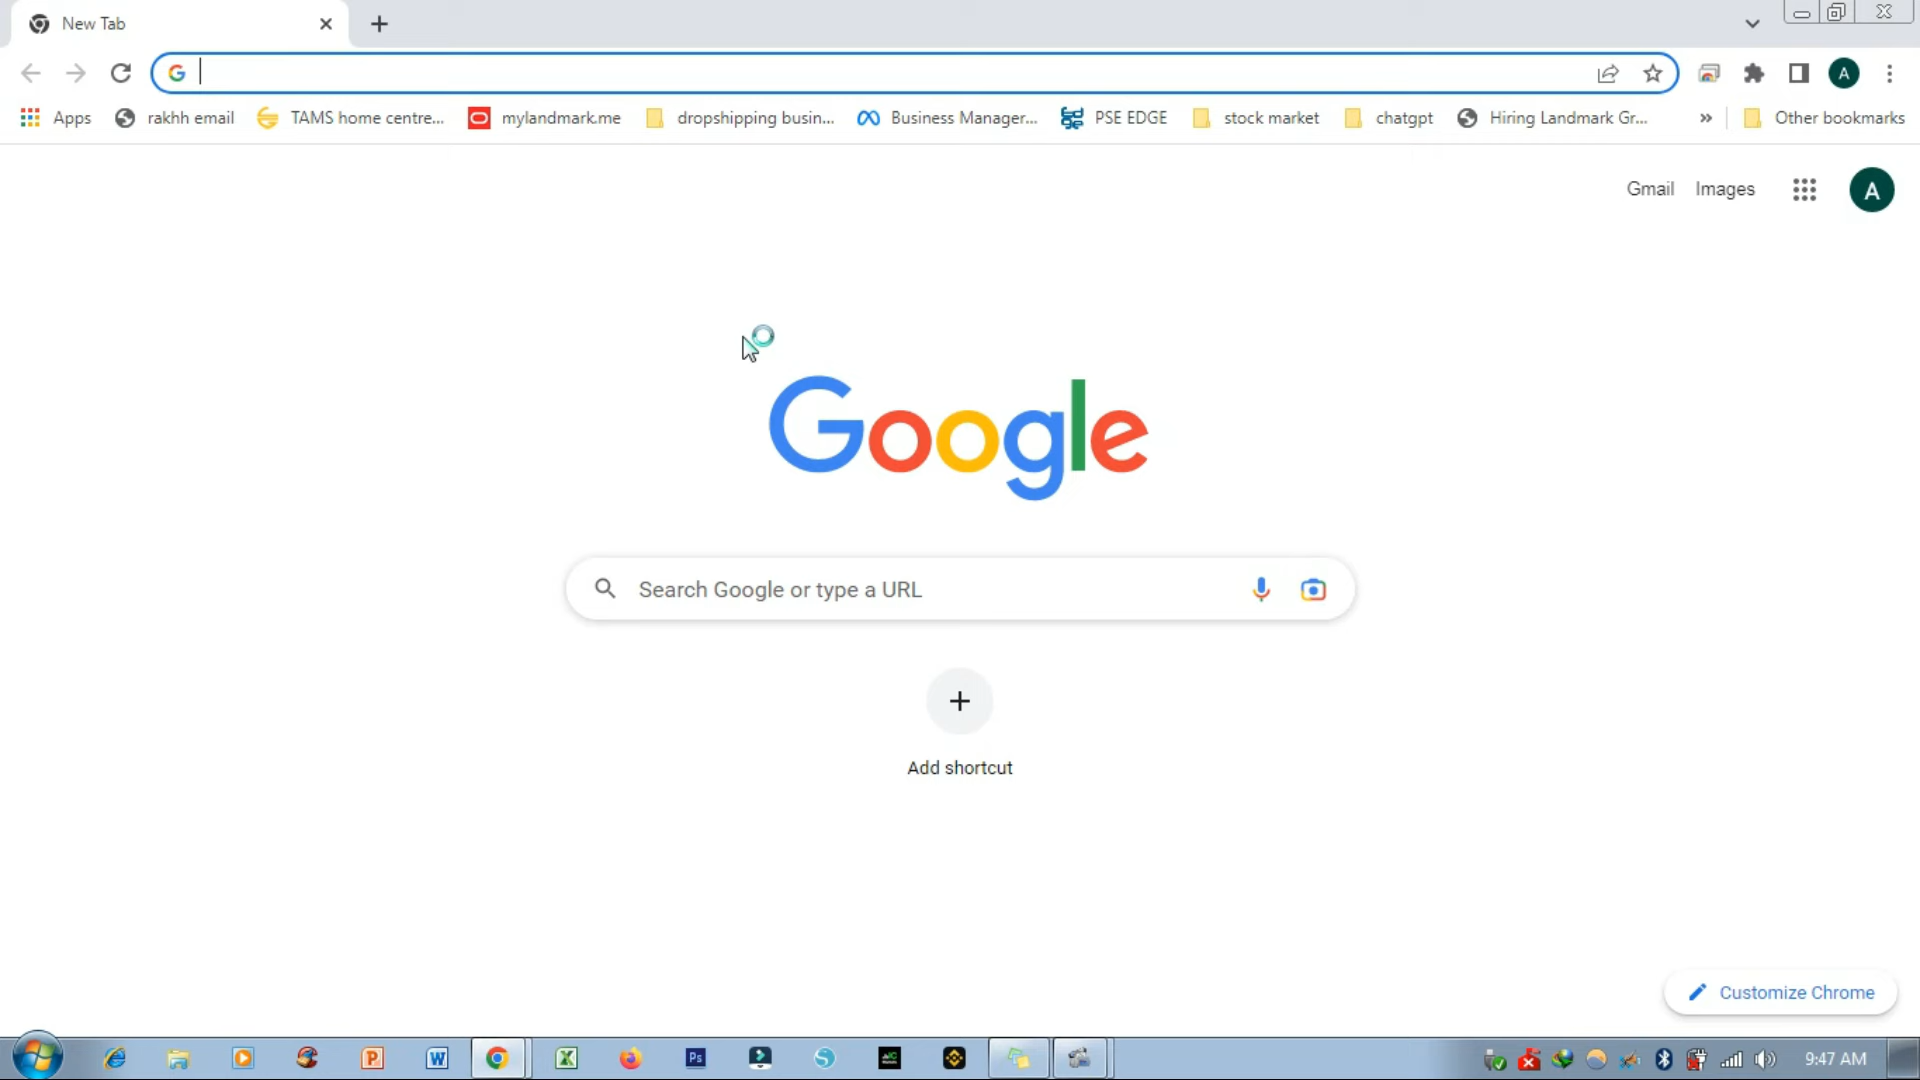 New Tab
Apps rakhh email TAMS home centre... mylandmark.me dropshipping busin... Business Manager... PSE EDGE stock market chatgpt Hiring Landmark Gr... » Other bookmarks
A
Gmail Images A
Google
Search Google or type a URL
Add shortcut
Customize Chrome
9:47 AM